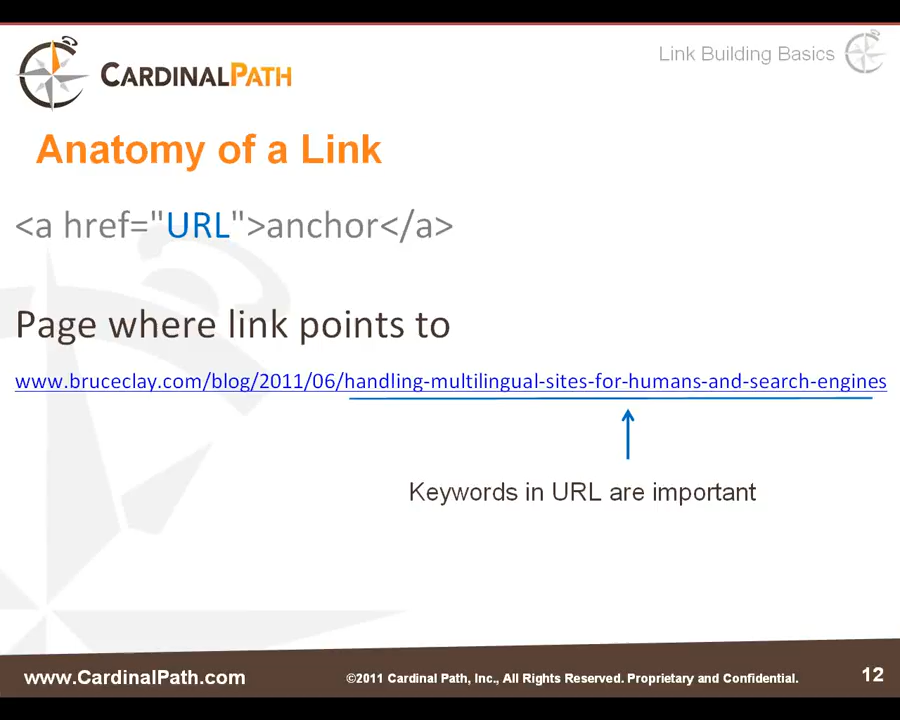 Link Building Basics
CARDINALPATH
Anatomy of a Link
<a href="URL">anchor</a>
Page where link points to
www.bruceclay.com/blog/2011/06/handling-multilingual-sites-for-humans-and-search-engines
Keywords in URL are important
www.CardinalPath.com
©2011 Cardinal Path, Inc., All Rights Reserved. Proprietary and Confidential.
12